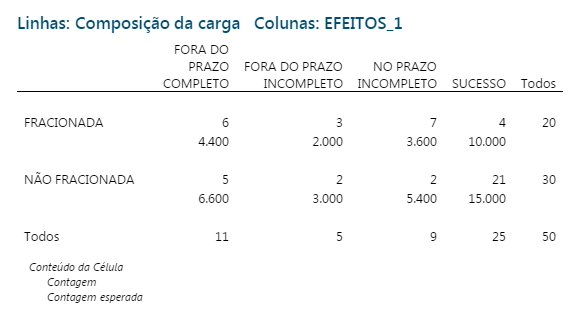 Linhas: Composição da carga Colunas: EFEITOS_1
FORA DO
PRAZO FORA DO PRAZO NO PRAZO
COMPLETO INCOMPLETO INCOMPLETO SUCESSO Todos
FRACIONADA 6 3 7 4 20
4.400 2.000 3.600 10.000
NÃO FRACIONADA 5 2 2 21 30
6.600 3.000 5.400 15.000
Todos 11 5 9 25 50
Conteúdo da Célula
Contagem
Contagem esperada